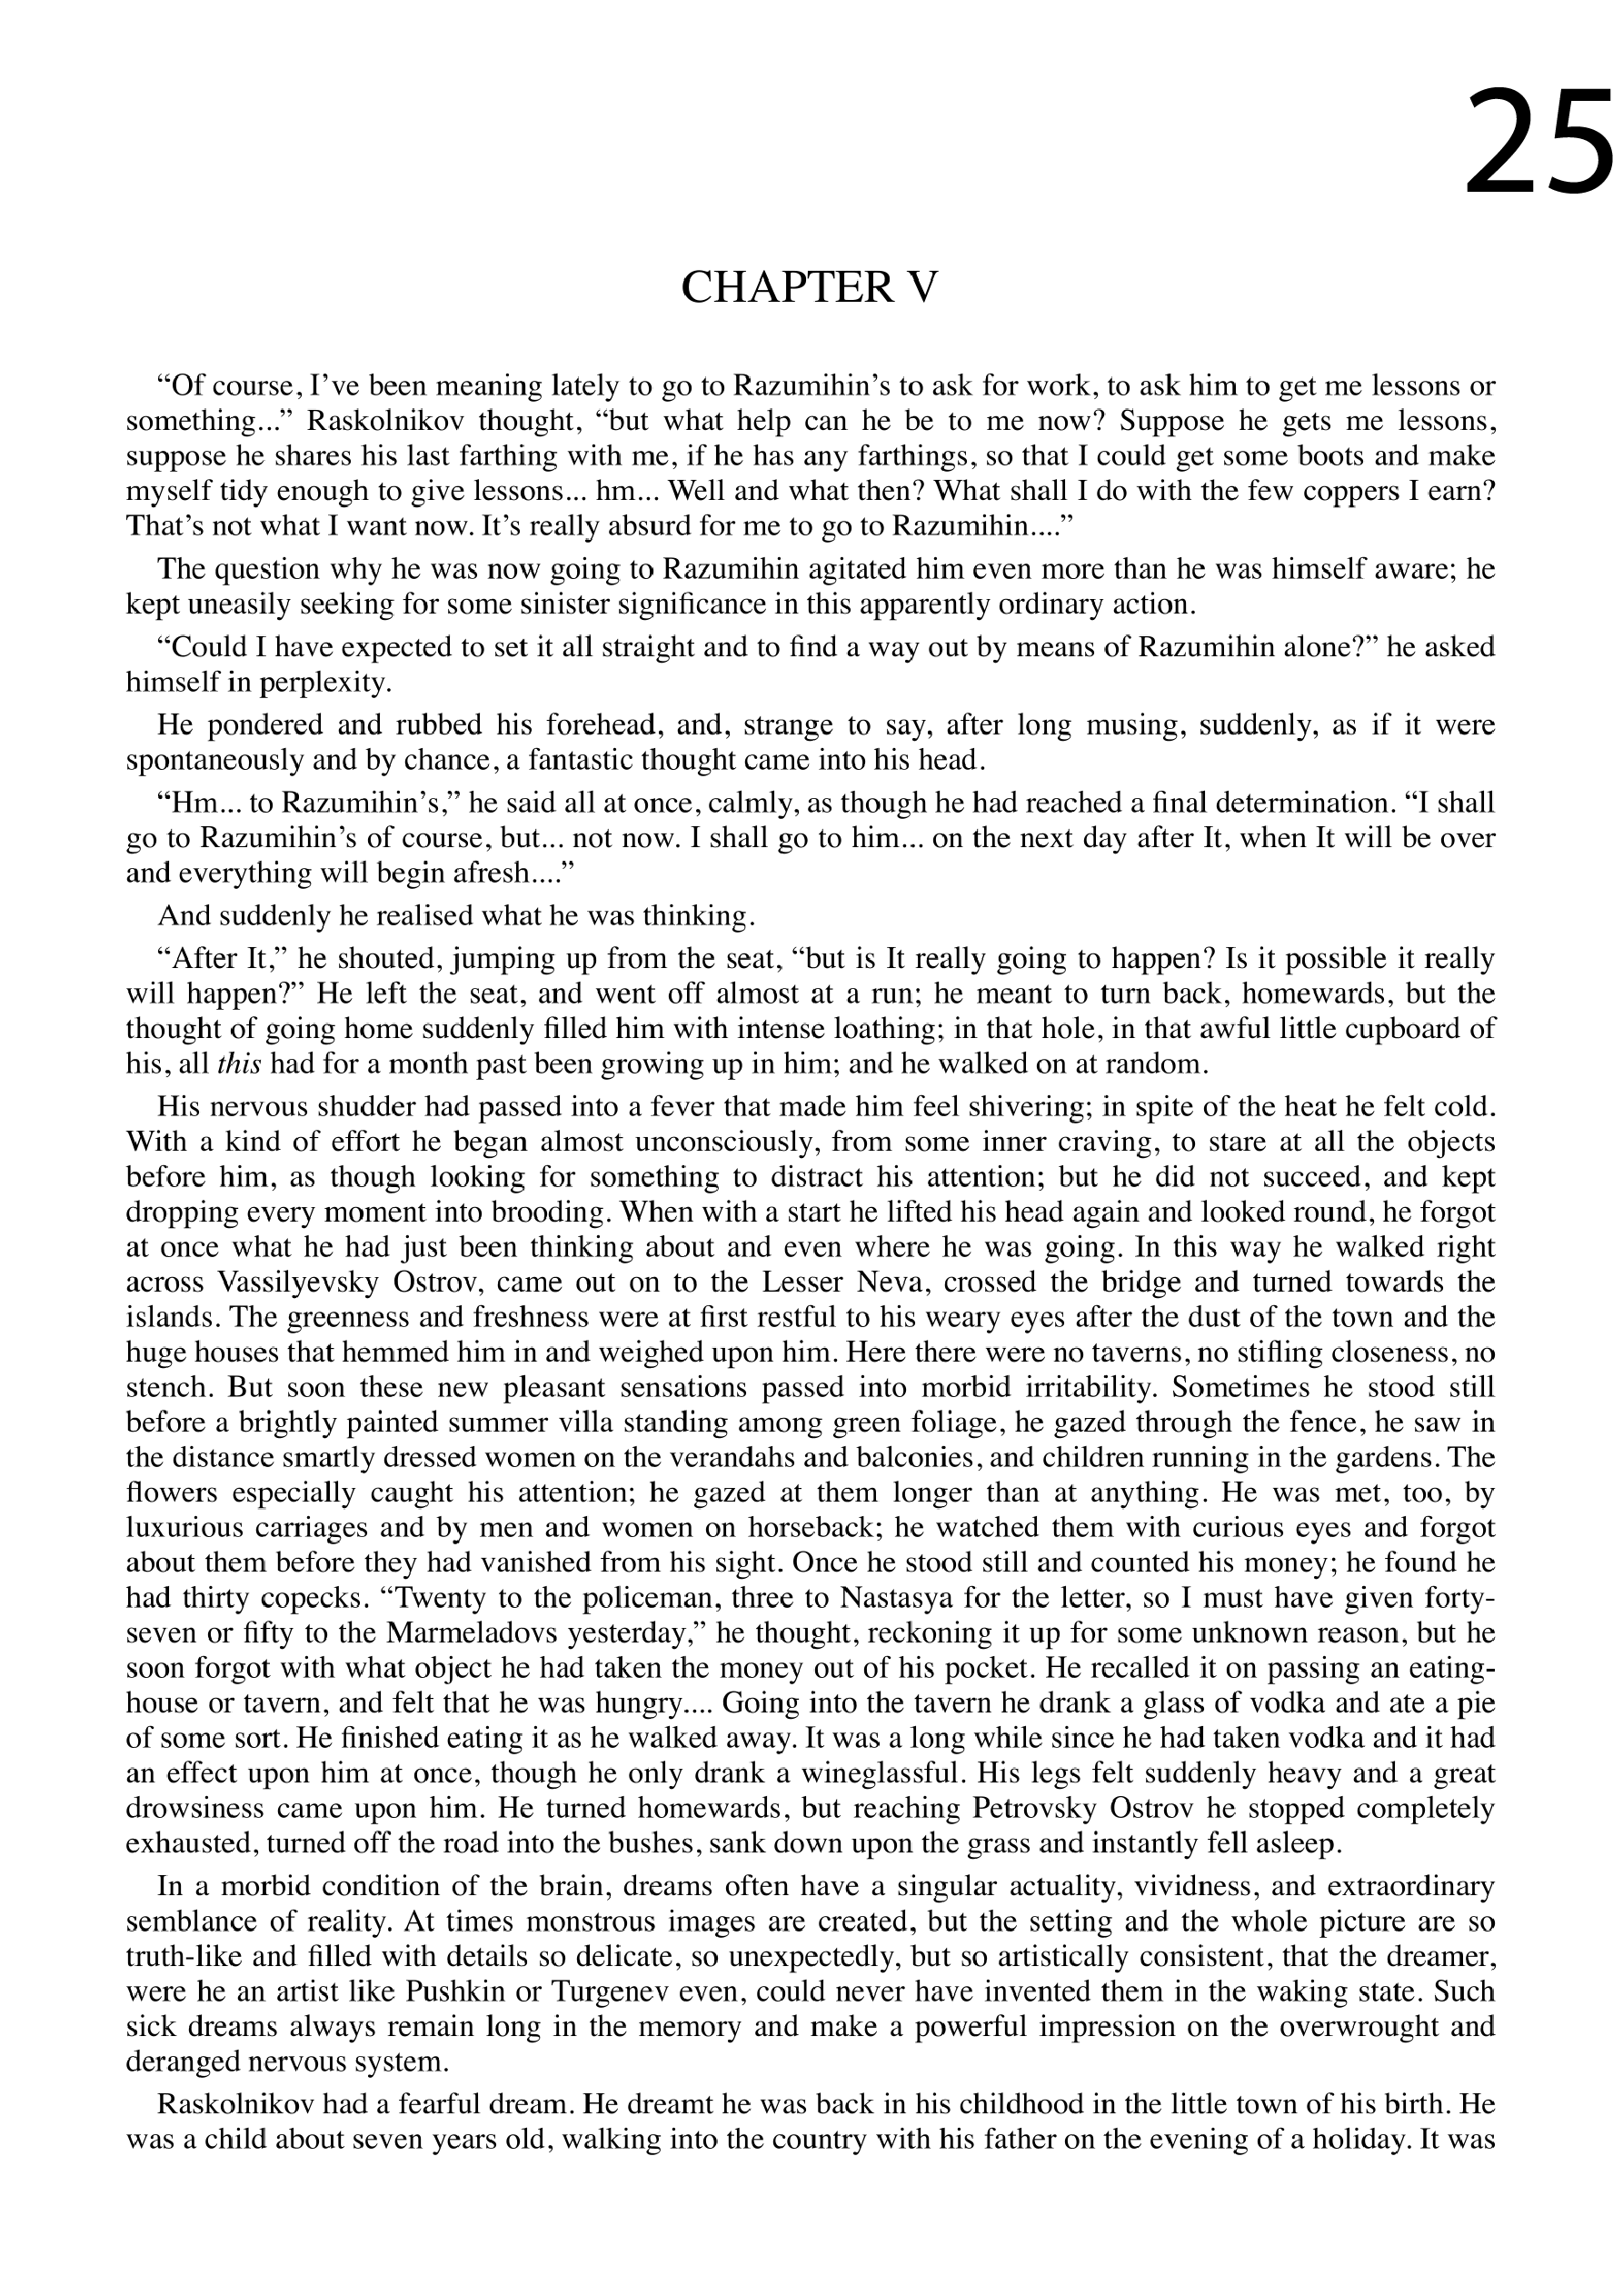 25
CHAPTER V
“Of course, I’ve been meaning lately to go to Razumihin’s to ask for work, to ask him to get me lessons or
something...” Raskolnikov thought, “but what help can he be to me now? Suppose he gets me lessons,
suppose he shares his last farthing with me, if he has any farthings, so that I could get some boots and make
myself tidy enough to give lessons... hm... Well and what then? What shall I do with the few coppers I earn?
That’s not what I want now. It’s really absurd for me to go to Razumihin....”
The question why he was now going to Razumihin agitated him even more than he was himself aware; he
kept uneasily seeking for some sinister significance in this apparently ordinary action.
“Could I have expected to set it all straight and to find a way out by means of Razumihin alone?” he asked
himself in perplexity.
He pondered and rubbed his forehead, and, strange to say, after long musing, suddenly, as if it were
spontaneously and by chance, a fantastic thought came into his head.
“Hm... to Razumihin’s,” he said all at once, calmly, as though he had reached a final determination. “I shall
go to Razumihin’s of course, but... not now. I shall go to him... on the next day after It, when It will be over
and everything will begin afresh....”
And suddenly he realised what he was thinking.
“After It,” he shouted, jumping up from the seat, “but is It really going to happen? Is it possible it really
will happen?” He left the seat, and went off almost at a run; he meant to turn back, homewards, but the
thought of going home suddenly filled him with intense loathing; in that hole, in that awful little cupboard of
his, all this had for a month past been growing up in him; and he walked on at random.
His nervous shudder had passed into a fever that made him feel shivering; in spite of the heat he felt cold.
With a kind of effort he began almost unconsciously, from some inner craving, to stare at all the objects
before him, as though looking for something to distract his attention; but he did not succeed, and kept
dropping every moment into brooding. When with a start he lifted his head again and looked round, he forgot
at once what he had just been thinking about and even where he was going. In this way he walked right
across Vassilyevsky Ostrov, came out on to the Lesser Neva, crossed the bridge and turned towards the
islands. The greenness and freshness were at first restful to his weary eyes after the dust of the town and the
huge houses that hemmed him in and weighed upon him. Here there were no taverns, no stifling closeness, no
stench. But soon these new pleasant sensations passed into morbid irritability. Sometimes he stood still
before a brightly painted summer villa standing among green foliage, he gazed through the fence, he saw in
the distance smartly dressed women on the verandahs and balconies, and children running in the gardens. The
flowers especially caught his attention; he gazed at them longer than at anything. He was met, too, by
luxurious carriages and by men and women on horseback; he watched them with curious eyes and forgot
about them before they had vanished from his sight. Once he stood still and counted his money; he found he
had thirty copecks. “Twenty to the policeman, three to Nastasya for the letter, so I must have given forty-
seven or fifty to the Marmeladovs yesterday,” he thought, reckoning it up for some unknown reason, but he
soon forgot with what object he had taken the money out of his pocket. He recalled it on passing an eating-
house or tavern, and felt that he was hungry.... Going into the tavern he drank a glass of vodka and ate a pie
of some sort. He finished eating it as he walked away. It was a long while since he had taken vodka and it had
an effect upon him at once, though he only drank a wineglassful. His legs felt suddenly heavy and a great
drowsiness came upon him. He turned homewards, but reaching Petrovsky Ostrov he stopped completely
exhausted, turned off the road into the bushes, sank down upon the grass and instantly fell asleep.
In a morbid condition of the brain, dreams often have a singular actuality, vividness, and extraordinary
semblance of reality. At times monstrous images are created, but the setting and the whole picture are so
truth-like and filled with details so delicate, so unexpectedly, but so artistically consistent, that the dreamer,
were he an artist like Pushkin or Turgenev even, could never have invented them in the waking state. Such
sick dreams always remain long in the memory and make a powerful impression on the overwrought and
deranged nervous system.
Raskolnikov had a fearful dream. He dreamt he was back in his childhood in the little town of his birth. He
was a child about seven years old, walking into the country with his father on the evening of a holiday. It was